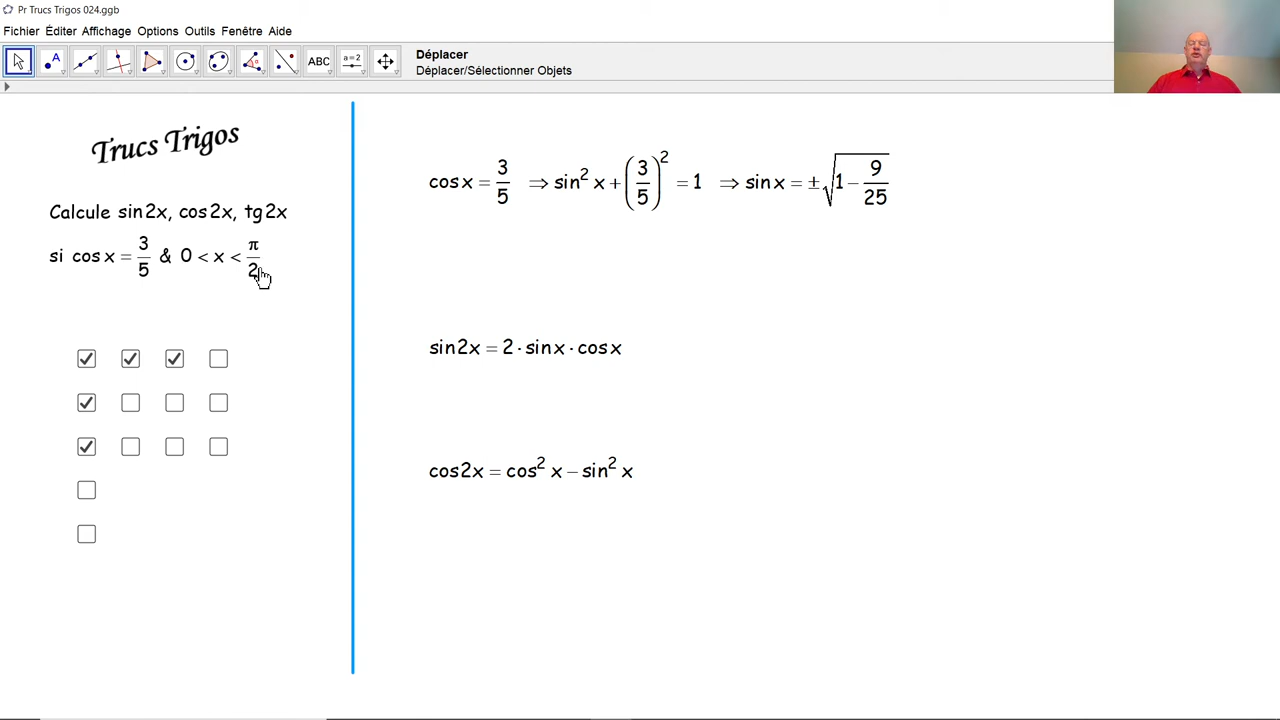 Pr Trucs Trigos 024.ggb
Fichier Éditer Affichage Options Outils Fenêtre Aide
A ABC a=2
Déplacer
Déplacer/Sélectionner Objets
Trucs Trigos
Calcule sin2x, cos2x, tg2x
si cos x = 3/5 & 0 < x < π/2
cos x = 3/5 ⇒ sin² x + (3/5)² = 1 ⇒ sin x = ±√(1 − 9/25)
sin2x = 2 · sinx · cos x
cos2x = cos² x − sin² x